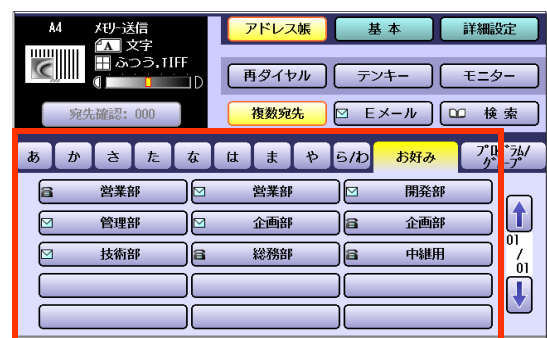 A4 メモリー送信 アドレス帳 基本 詳細設定
A 文字
ふつう,TIFF
D 再ダイヤル テンキー モニター
宛先確認: 000 複数宛先 Eメール 検索
あ か さ た な は ま や ら/わ お好み プログラム/
グループ
営業部 営業部 開発部
管理部 企画部 企画部
01
/
01
技術部 総務部 中継用